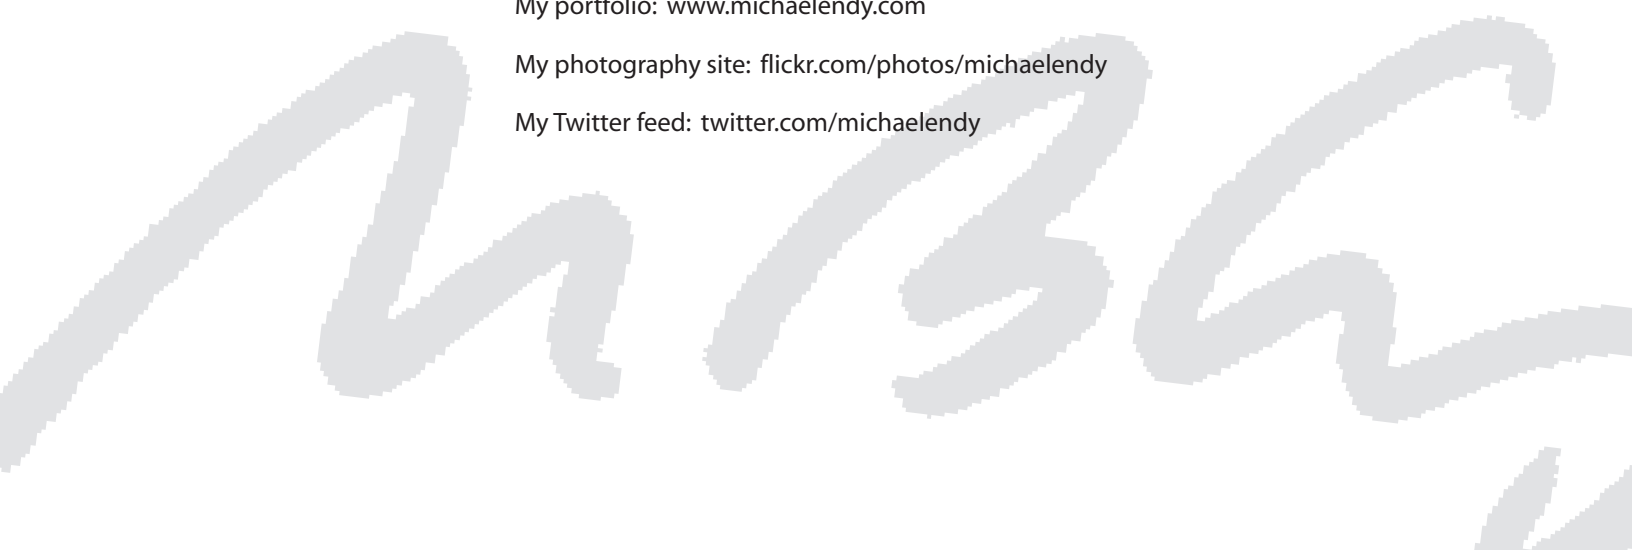 My portfolio: www.michaelendy.com
My photography site: flickr.com/photos/michaelendy
My Twitter feed: twitter.com/michaelendy